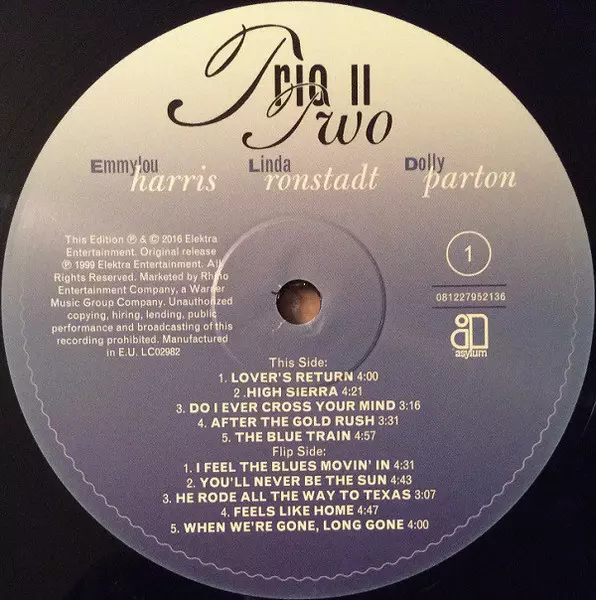 Trio II
Two
Emmylou harris
Linda ronstadt
Dolly parton
This Edition ℗ & © 2016 Elektra
Entertainment. Original release
℗ 1999 Elektra Entertainment. All
Rights Reserved. Marketed by Rhino
Entertainment Company, a Warner
Music Group Company. Unauthorized
copying, hiring, lending, public
performance and broadcasting of this
recording prohibited. Manufactured
in E.U. LC02982
1
081227952136
asylum
This Side:
1. LOVER'S RETURN 4:00
2 .HIGH SIERRA 4:21
3. DO I EVER CROSS YOUR MIND 3:16
4. AFTER THE GOLD RUSH 3:31
5. THE BLUE TRAIN 4:57
Flip Side:
1. I FEEL THE BLUES MOVIN' IN 4:31
2. YOU'LL NEVER BE THE SUN 4:43
3. HE RODE ALL THE WAY TO TEXAS 3:07
4. FEELS LIKE HOME 4:47
5. WHEN WE'RE GONE, LONG GONE 4:00